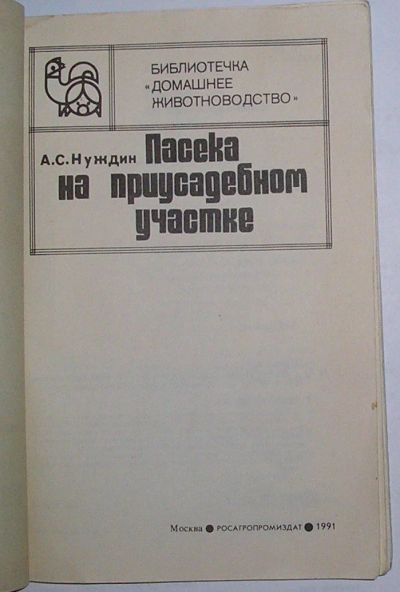 БИБЛИОТЕЧКА
«ДОМАШНЕЕ
ЖИВОТНОВОДСТВО»
А.С.Нуждин Пасека
на приусадебном
участке
Москва ● РОСАГРОПРОМИЗДАТ ● 1991